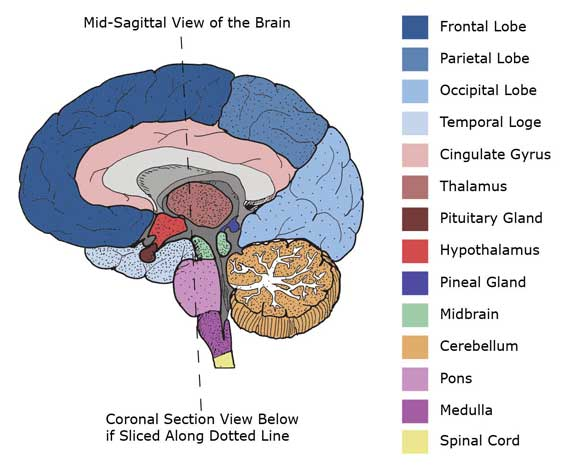 Mid-Sagittal View of the Brain
Frontal Lobe
Parietal Lobe
Occipital Lobe
Temporal Loge
Cingulate Gyrus
Thalamus
Pituitary Gland
Hypothalamus
Pineal Gland
Midbrain
Cerebellum
Pons
Medulla
Spinal Cord
Coronal Section View Below
if Sliced Along Dotted Line